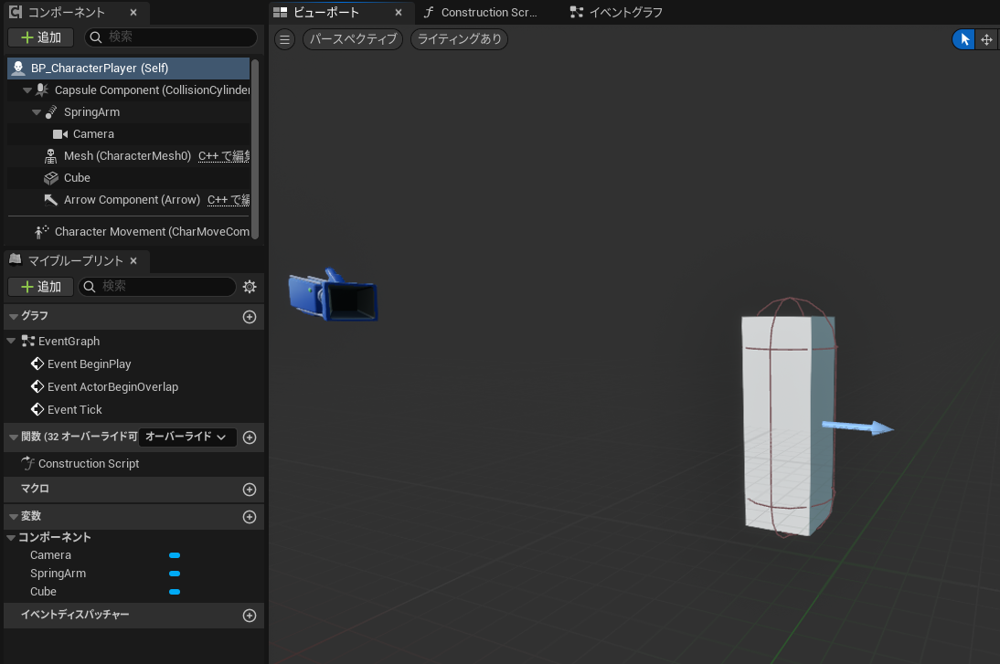 コンポーネント
追加 検索
BP_CharacterPlayer (Self)
Capsule Component (CollisionCylinder
SpringArm
Camera
Mesh (CharacterMesh0) C++ で編集
Cube
Arrow Component (Arrow) C++ で編
Character Movement (CharMoveCom
マイブループリント
追加 検索
グラフ
EventGraph
Event BeginPlay
Event ActorBeginOverlap
Event Tick
関数 (32 オーバーライド可 オーバーライド
Construction Script
マクロ
変数
コンポーネント
Camera
SpringArm
Cube
イベントディスパッチャー
ビューポート Construction Scr... イベントグラフ
パースペクティブ ライティングあり